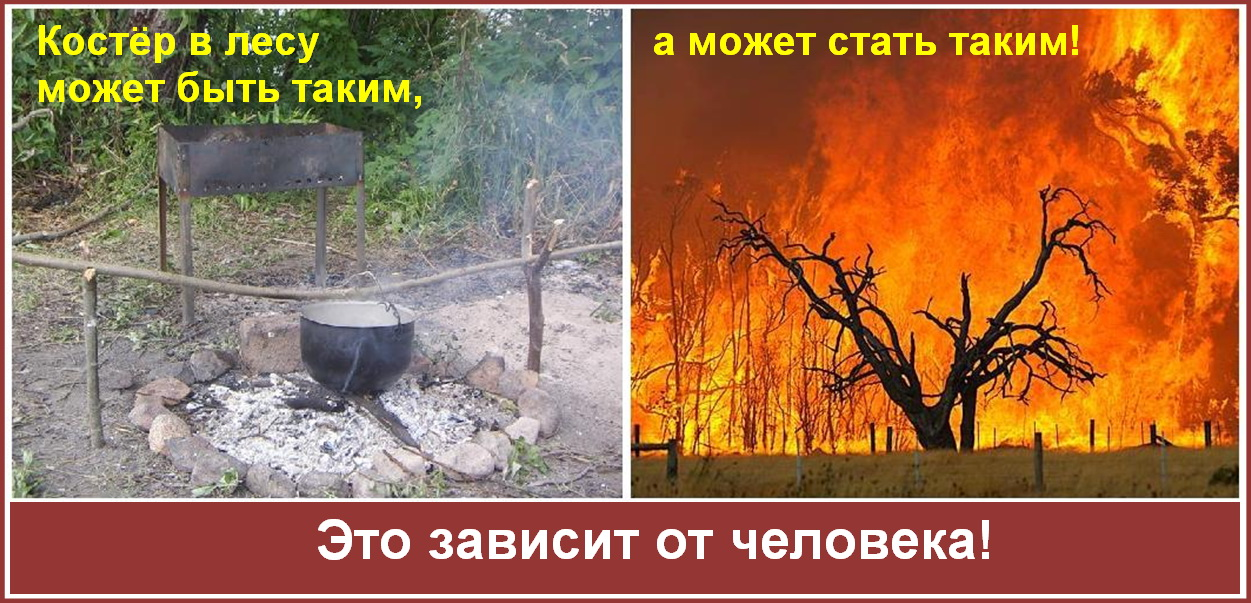 Костёр в лесу
может быть таким,
а может стать таким!
Это зависит от человека!